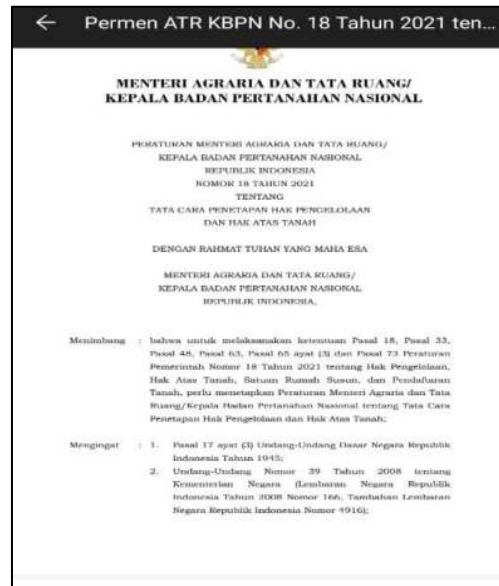 ← Permen ATR KBPN No. 18 Tahun 2021 ten...
MENTERI AGRARIA DAN TATA RUANG/
KEPALA BADAN PERTANAHAN NASIONAL
PERATURAN MENTERI AGRARIA DAN TATA RUANG/
KEPALA BADAN PERTANAHAN NASIONAL
REPUBLIK INDONESIA
NOMOR 18 TAHUN 2021
TENTANG
TATA CARA PENETAPAN HAK PENGELOLAAN
DAN HAK ATAS TANAH
DENGAN RAHMAT TUHAN YANG MAHA ESA
MENTERI AGRARIA DAN TATA RUANG/
KEPALA BADAN PERTANAHAN NASIONAL
REPUBLIK INDONESIA,
Menimbang : bahwa untuk melaksanakan ketentuan Pasal 18, Pasal 33,
Pasal 48, Pasal 63, Pasal 65 ayat (3) dan Pasal 73 Peraturan
Pemerintah Nomor 18 Tahun 2021 tentang Hak Pengelolaan,
Hak Atas Tanah, Satuan Rumah Susun, dan Pendaftaran
Tanah, perlu menetapkan Peraturan Menteri Agraria dan Tata
Ruang/Kepala Badan Pertanahan Nasional tentang Tata Cara
Penetapan Hak Pengelolaan dan Hak Atas Tanah;
Mengingat : 1. Pasal 17 ayat (3) Undang-Undang Dasar Negara Republik
Indonesia Tahun 1945;
2. Undang-Undang Nomor 39 Tahun 2008 tentang
Kementerian Negara (Lembaran Negara Republik
Indonesia Tahun 2008 Nomor 166, Tambahan Lembaran
Negara Republik Indonesia Nomor 4916);